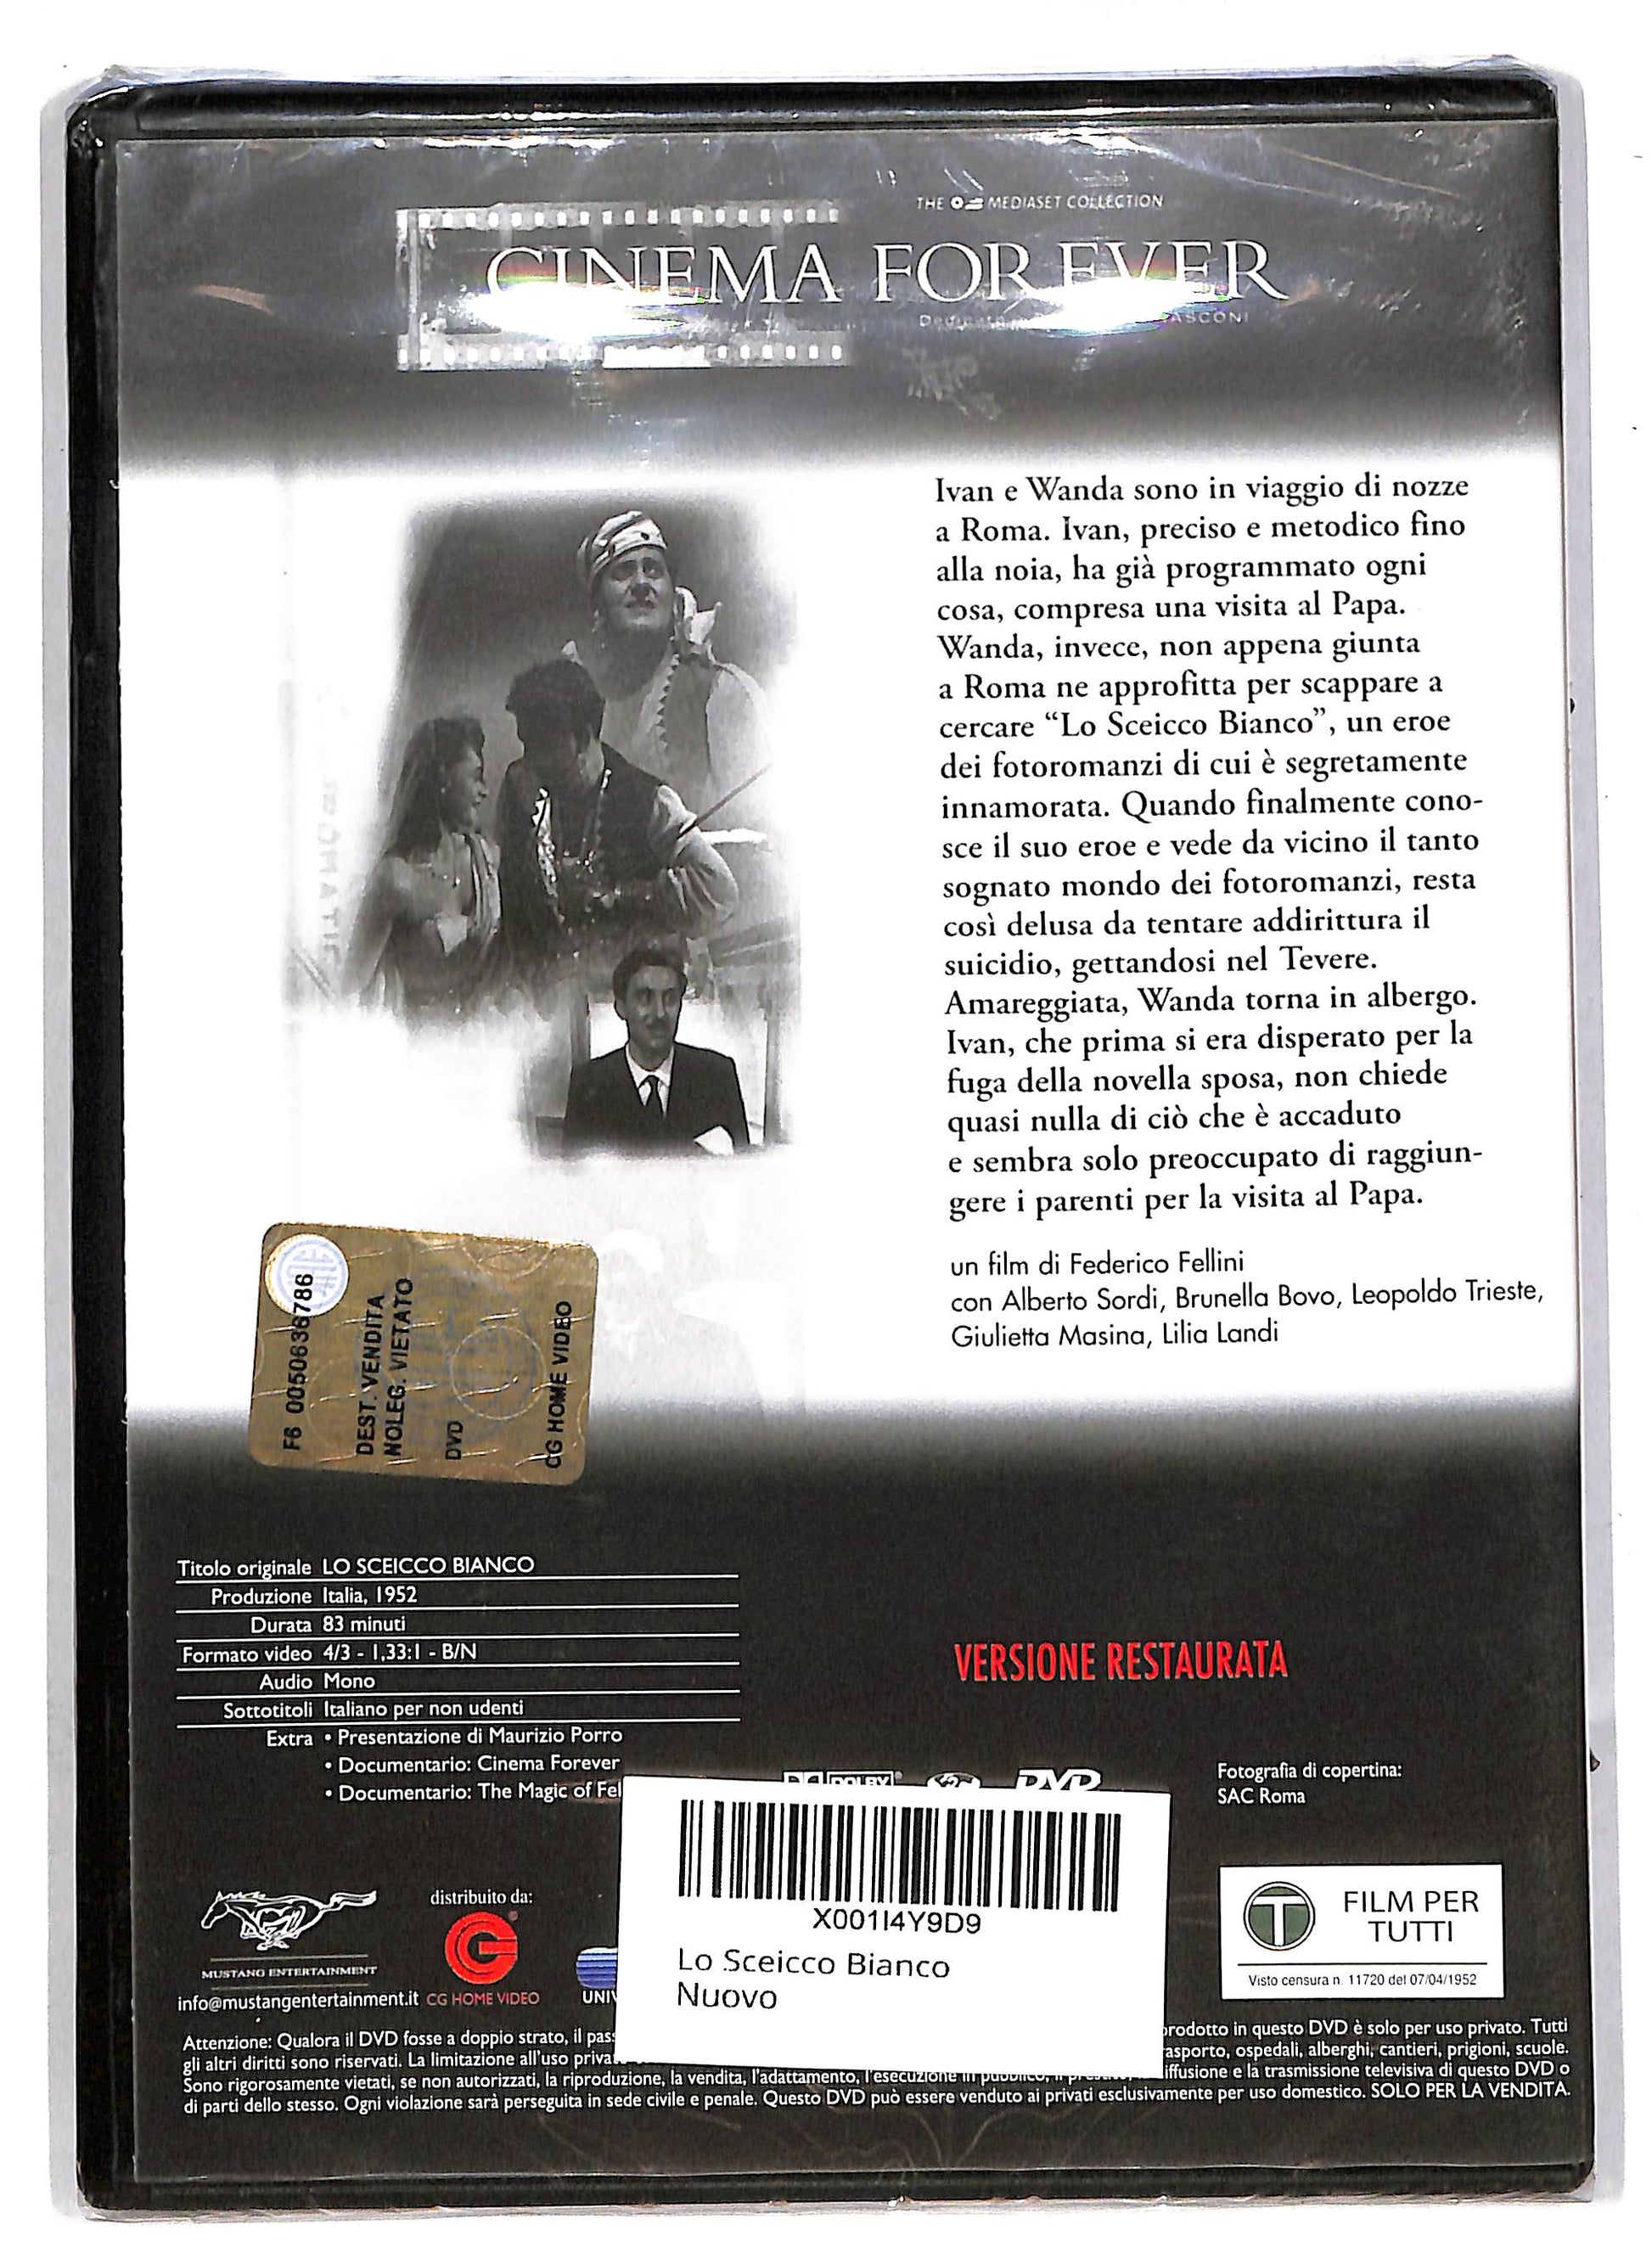 THE MEDIASET COLLECTION
CINEMA FOREVER
Ivan e Wanda sono in viaggio di nozze
a Roma. Ivan, preciso e metodico fino
alla noia, ha già programmato ogni
cosa, compresa una visita al Papa.
Wanda, invece, non appena giunta
a Roma ne approfitta per scappare a
cercare “Lo Sceicco Bianco”, un eroe
dei fotoromanzi di cui è segretamente
innamorata. Quando finalmente cono-
sce il suo eroe e vede da vicino il tanto
sognato mondo dei fotoromanzi, resta
così delusa da tentare addirittura il
suicidio, gettandosi nel Tevere.
Amareggiata, Wanda torna in albergo.
Ivan, che prima si era disperato per la
fuga della novella sposa, non chiede
quasi nulla di ciò che è accaduto
e sembra solo preoccupato di raggiun-
gere i parenti per la visita al Papa.
un film di Federico Fellini
con Alberto Sordi, Brunella Bovo, Leopoldo Trieste,
Giulietta Masina, Lilia Landi
F6 00506366786
DEST. VENDITA
NOLEG. VIETATO
DVD
CG HOME VIDEO
Titolo originale LO SCEICCO BIANCO
Produzione Italia, 1952
Durata 83 minuti
Formato video 4/3 - 1,33:1 - B/N
Audio Mono
Sottotitoli Italiano per non udenti
Extra • Presentazione di Maurizio Porro
• Documentario: Cinema Forever
• Documentario: The Magic of Fel
VERSIONE RESTAURATA
DOLBY
DVD
Fotografia di copertina:
SAC Roma
X001I4Y9D9
Lo Sceicco Bianco
Nuovo
MUSTANG ENTERTAINMENT
info@mustangentertainment.it
distribuito da:
CG HOME VIDEO
UNIV
T FILM PER
TUTTI
Visto censura n. 11720 del 07/04/1952
Attenzione: Qualora il DVD fosse a doppio strato, il pas prodotto in questo DVD è solo per uso privato. Tutti
gli altri diritti sono riservati. La limitazione all'uso priva asporto, ospedali, alberghi, cantieri, prigioni, scuole.
Sono rigorosamente vietati, se non autorizzati, la riproduzione, la vendita, l'adattamento, l'esecuzione in pubblico, il iffusione e la trasmissione televisiva di questo DVD o
di parti dello stesso. Ogni violazione sarà perseguita in sede civile e penale. Questo DVD può essere venduto ai privati esclusivamente per uso domestico. SOLO PER LA VENDITA.